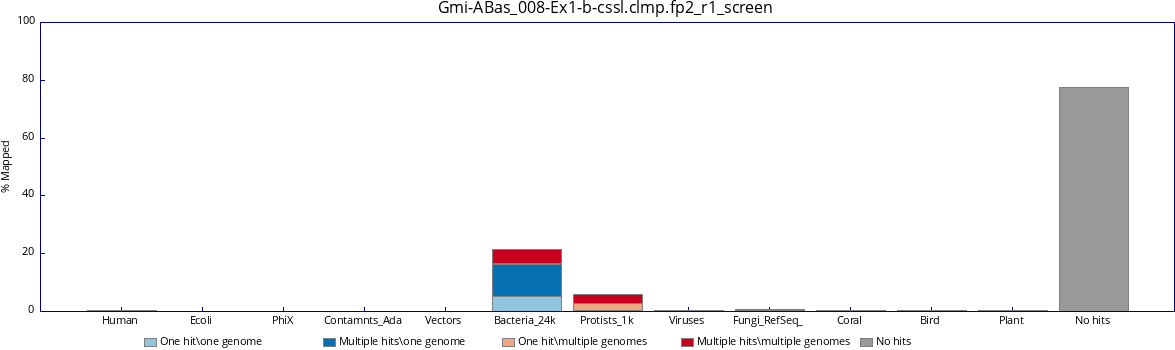 Gmi-ABas_008-Ex1-b-cssl.clmp.fp2_r1_screen
100
80
60
40
20
0
% Mapped
Human Ecoli PhiX Contamnts_Ada Vectors Bacteria_24k Protists_1k Viruses Fungi_RefSeq_ Coral Bird Plant No hits
One hit\one genome Multiple hits\one genome One hit\multiple genomes Multiple hits\multiple genomes No hits